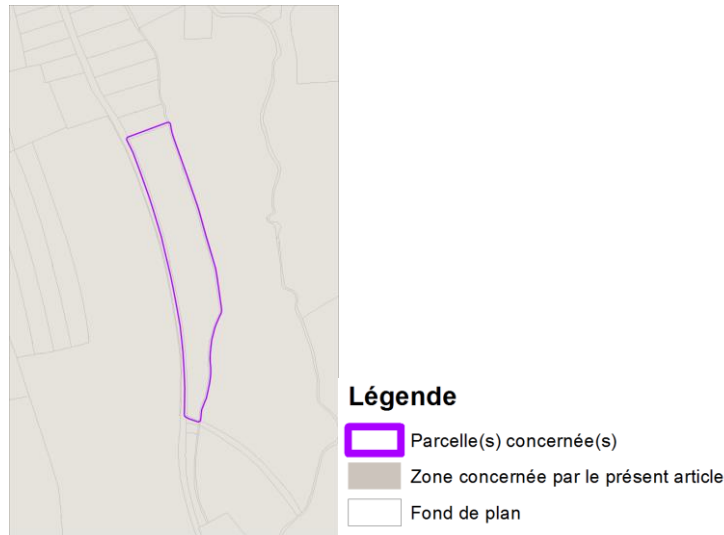 Légende
Parcelle(s) concernée(s)
Zone concernée par le présent article
Fond de plan